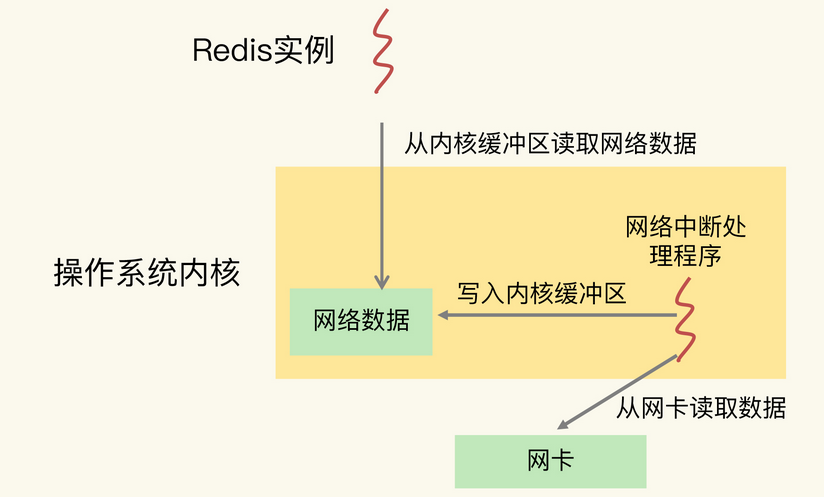 Redis实例
从内核缓冲区读取网络数据
网络中断处
理程序
操作系统内核
写入内核缓冲区
网络数据
从网卡读取数据
网卡